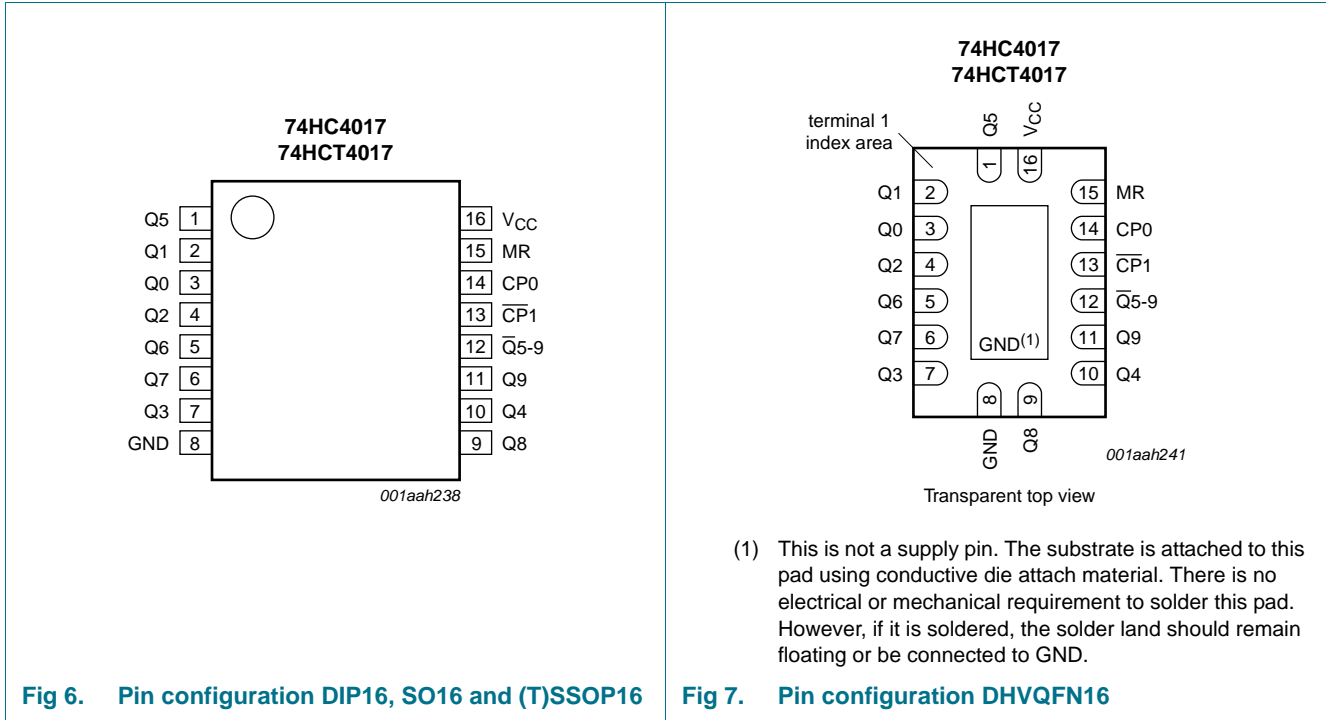 74HC4017
74HCT4017
Q5 1
Q1 2
Q0 3
Q2 4
Q6 5
Q7 6
Q3 7
GND 8
16 VCC
15 MR
14 CP0
13 C̅P̅1
12 Q̅5-9
11 Q9
10 Q4
9 Q8
001aah238
Fig 6. Pin configuration DIP16, SO16 and (T)SSOP16
74HC4017
74HCT4017
terminal 1
index area
Q5
VCC
1
16
Q1 2
Q0 3
Q2 4
Q6 5
Q7 6
Q3 7
15 MR
14 CP0
13 C̅P̅1
12 Q̅5-9
11 Q9
10 Q4
GND(1)
8
9
GND
Q8
001aah241
Transparent top view
(1) This is not a supply pin. The substrate is attached to this
pad using conductive die attach material. There is no
electrical or mechanical requirement to solder this pad.
However, if it is soldered, the solder land should remain
floating or be connected to GND.
Fig 7. Pin configuration DHVQFN16